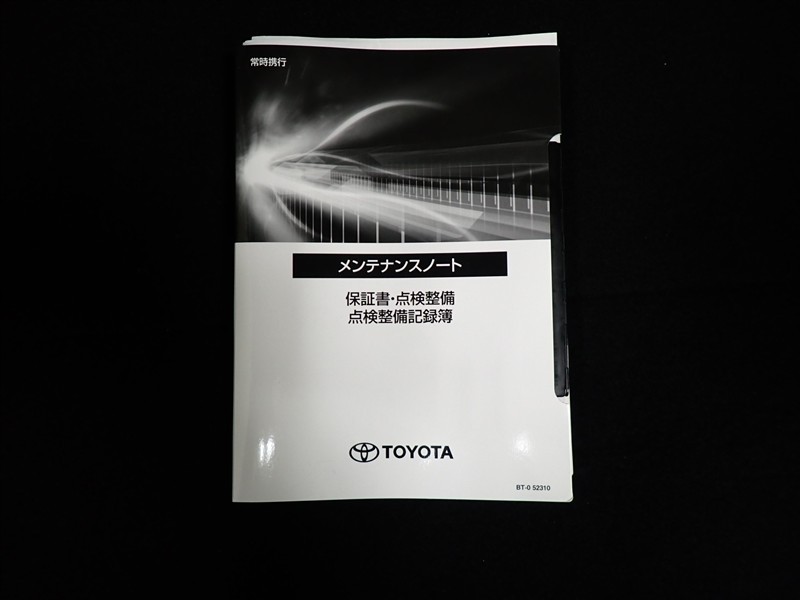 常時携行
メンテナンスノート
保証書・点検整備
点検整備記録簿
TOYOTA
BT-0 52310